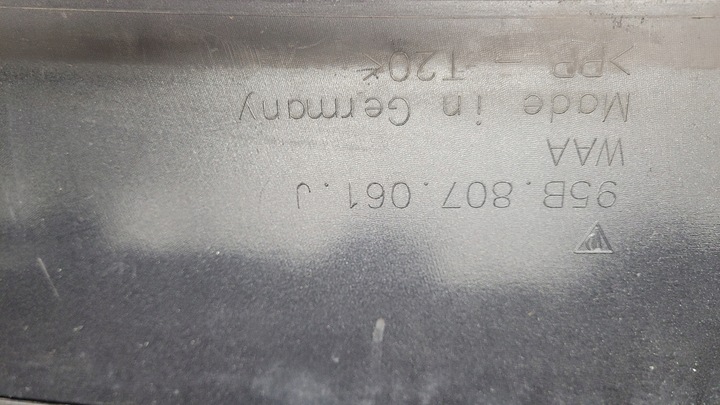 95B.807.061.J
WAA
Made in Germany
>PP - T20<